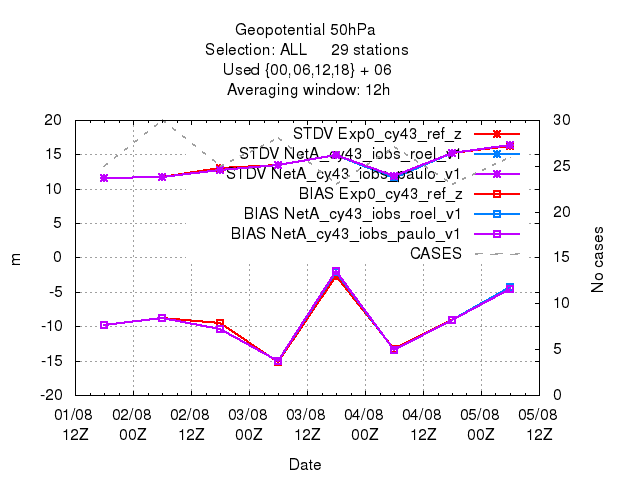 Geopotential 50hPa
Selection: ALL 29 stations
Used {00,06,12,18} + 06
Averaging window: 12h
STDV Exp0_cy43_ref_z
STDV NetA_cy43_iobs_roel_v1
STDV NetA_cy43_iobs_paulo_v1
BIAS Exp0_cy43_ref_z
BIAS NetA_cy43_iobs_roel_v1
BIAS NetA_cy43_iobs_paulo_v1
CASES
20
15
10
5
0
-5
-10
-15
-20
m
30
25
20
15
10
5
0
No cases
01/08 02/08 02/08 03/08 03/08 04/08 04/08 05/08 05/08
12Z 00Z 12Z 00Z 12Z 00Z 12Z 00Z 12Z
Date